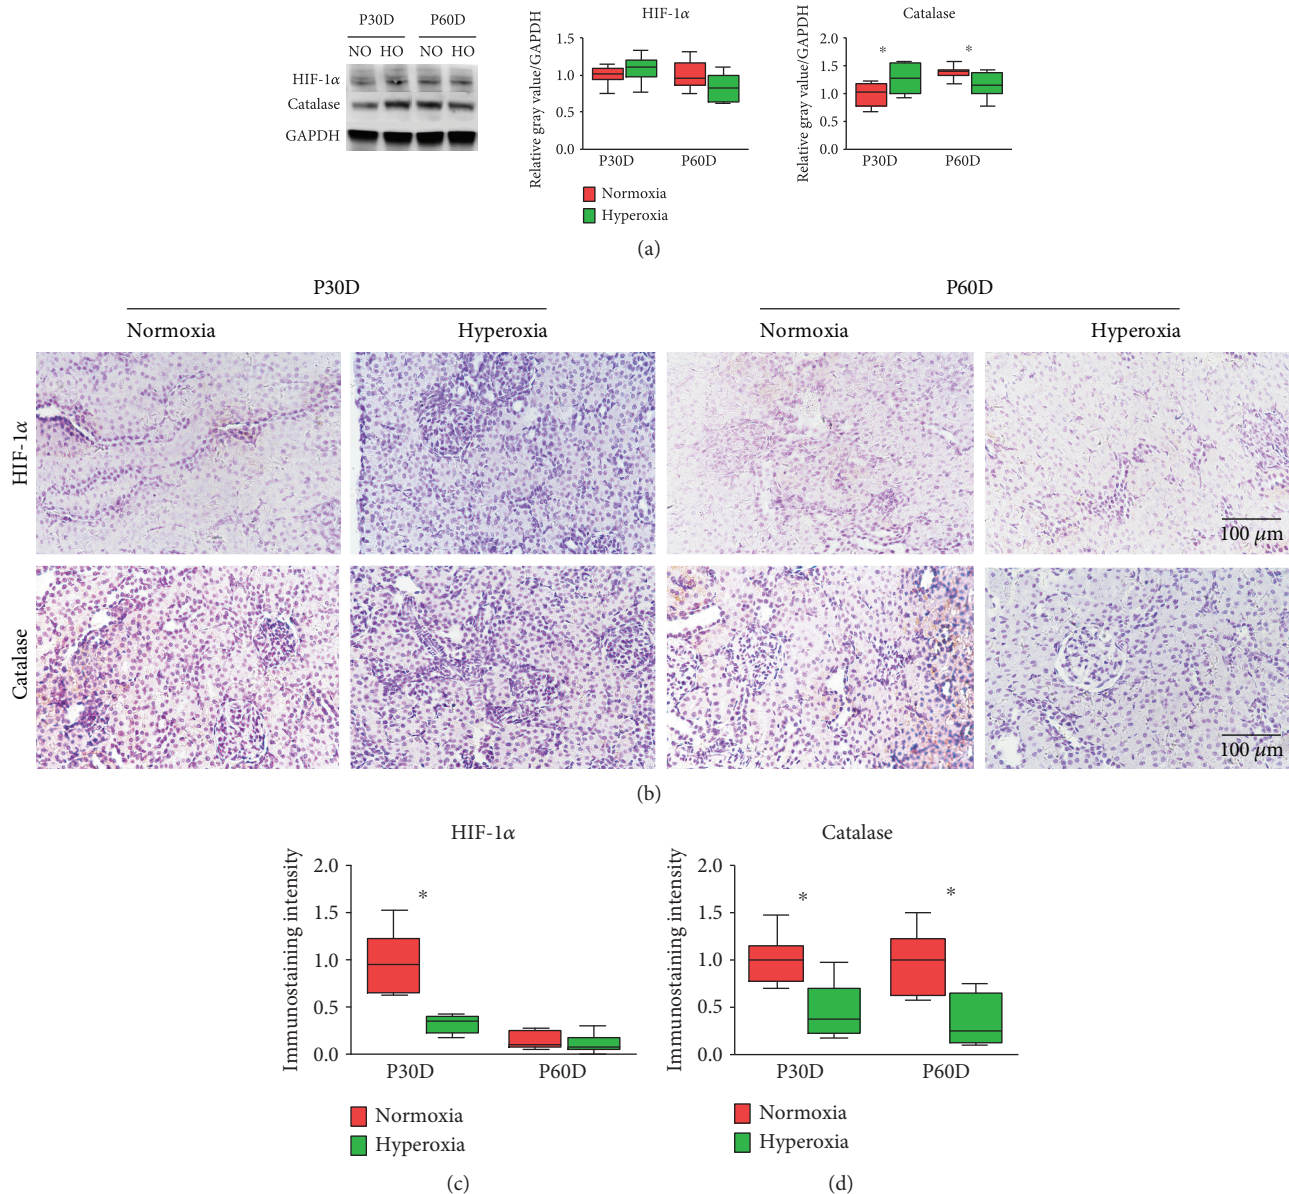 P30D P60D
NO HO NO HO
HIF-1α
Catalase
GAPDH
HIF-1α
Relative gray value/GAPDH
1.5
1.0
0.5
0.0
P30D P60D
Normoxia
Hyperoxia
Catalase
Relative gray value/GAPDH
2.0
1.5
1.0
0.5
0.0
* *
P30D P60D
(a)
P30D P60D
Normoxia Hyperoxia Normoxia Hyperoxia
HIF-1α
100 μm
Catalase
100 μm
(b)
HIF-1α
Immunostaining intensity
2.0
1.5
1.0
0.5
0.0
*
P30D P60D
Normoxia
Hyperoxia
(c)
Catalase
Immunostaining intensity
2.0
1.5
1.0
0.5
0.0
* *
P30D P60D
Normoxia
Hyperoxia
(d)